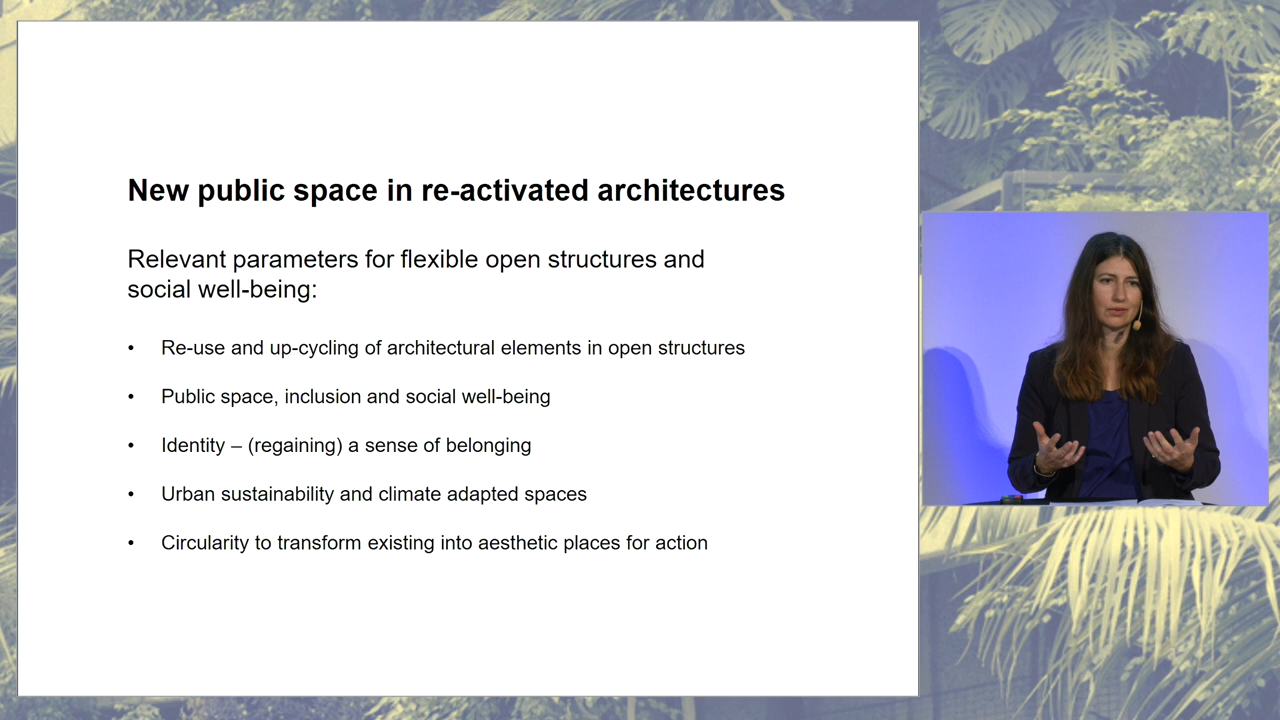 New public space in re-activated architectures
Relevant parameters for flexible open structures and
social well-being:
• Re-use and up-cycling of architectural elements in open structures
• Public space, inclusion and social well-being
• Identity – (regaining) a sense of belonging
• Urban sustainability and climate adapted spaces
• Circularity to transform existing into aesthetic places for action